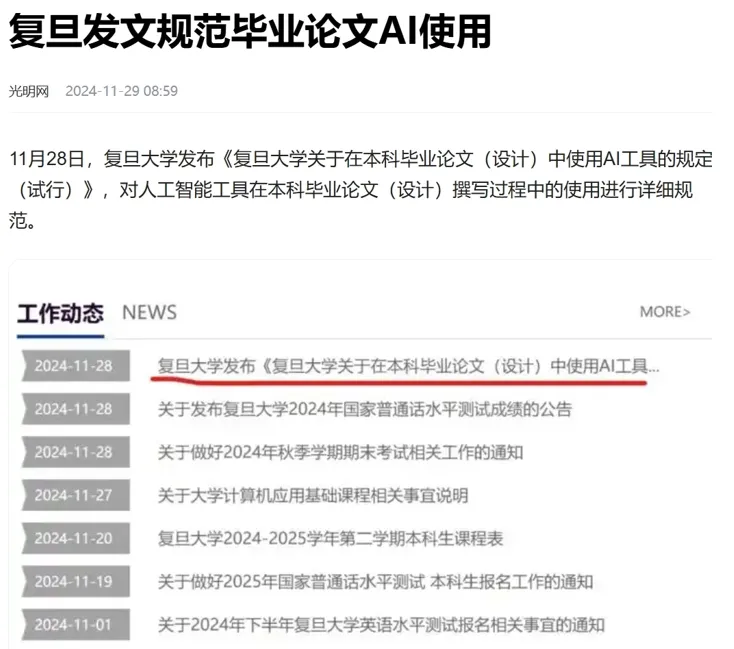 复旦发文规范毕业论文AI使用
光明网 2024-11-29 08:59
11月28日，复旦大学发布《复旦大学关于在本科毕业论文（设计）中使用AI工具的规定
（试行）》，对人工智能工具在本科毕业论文（设计）撰写过程中的使用进行详细规
范。
工作动态 NEWS MORE>
2024-11-28 复旦大学发布《复旦大学关于在本科毕业论文（设计）中使用AI工具...
2024-11-28 关于发布复旦大学2024年国家普通话水平测试成绩的公告
2024-11-28 关于做好2024年秋季学期期末考试相关工作的通知
2024-11-27 关于大学计算机应用基础课程相关事宜说明
2024-11-20 复旦大学2024-2025学年第二学期本科生课程表
2024-11-19 关于做好2025年国家普通话水平测试 本科生报名工作的通知
2024-11-01 关于2024年下半年复旦大学英语水平测试报名相关事宜的通知